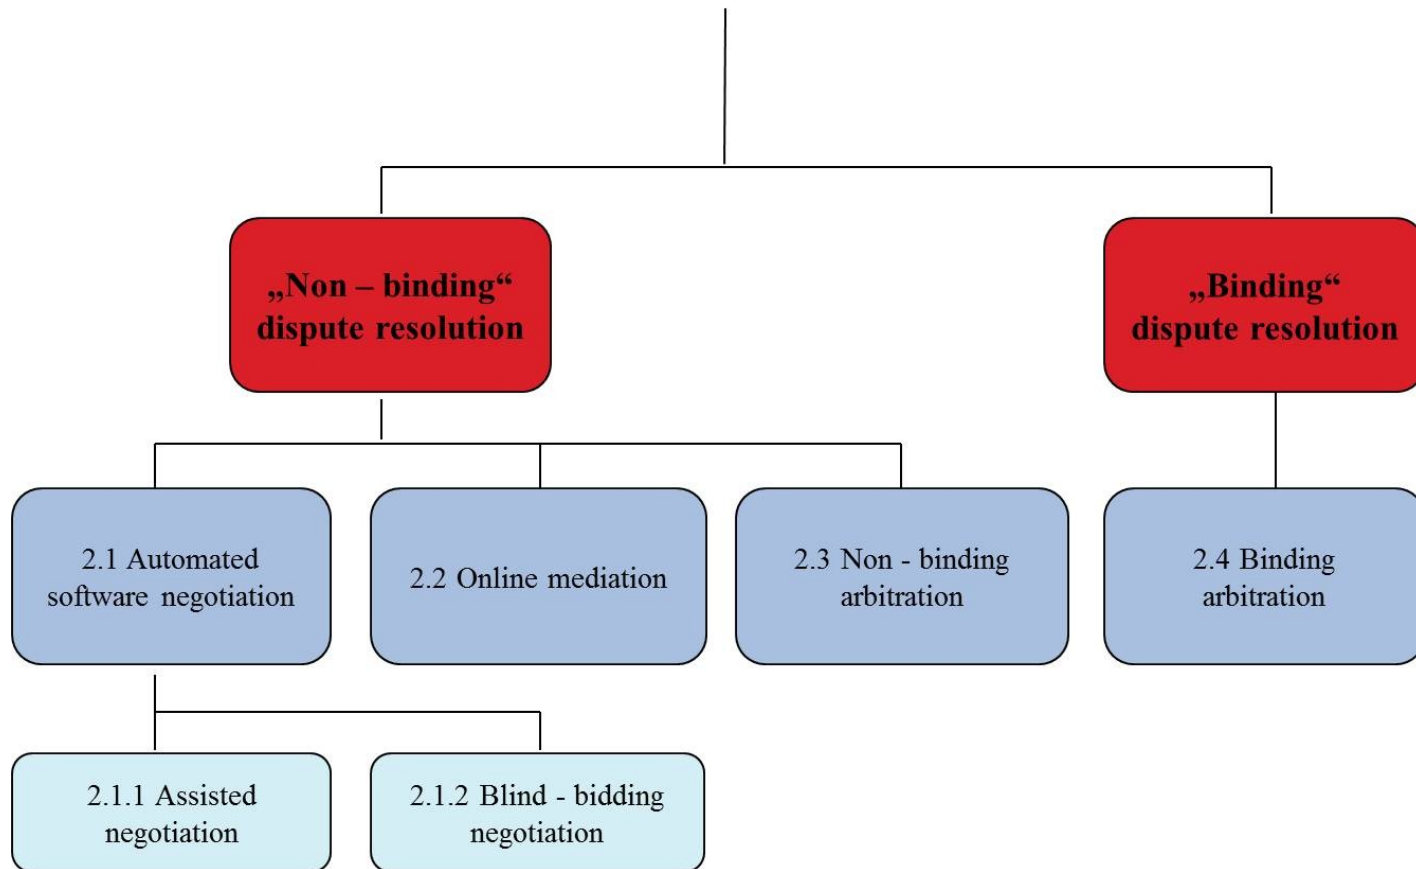 „Non – binding“
dispute resolution
„Binding“
dispute resolution
2.1 Automated
software negotiation
2.2 Online mediation
2.3 Non - binding
arbitration
2.4 Binding
arbitration
2.1.1 Assisted
negotiation
2.1.2 Blind - bidding
negotiation